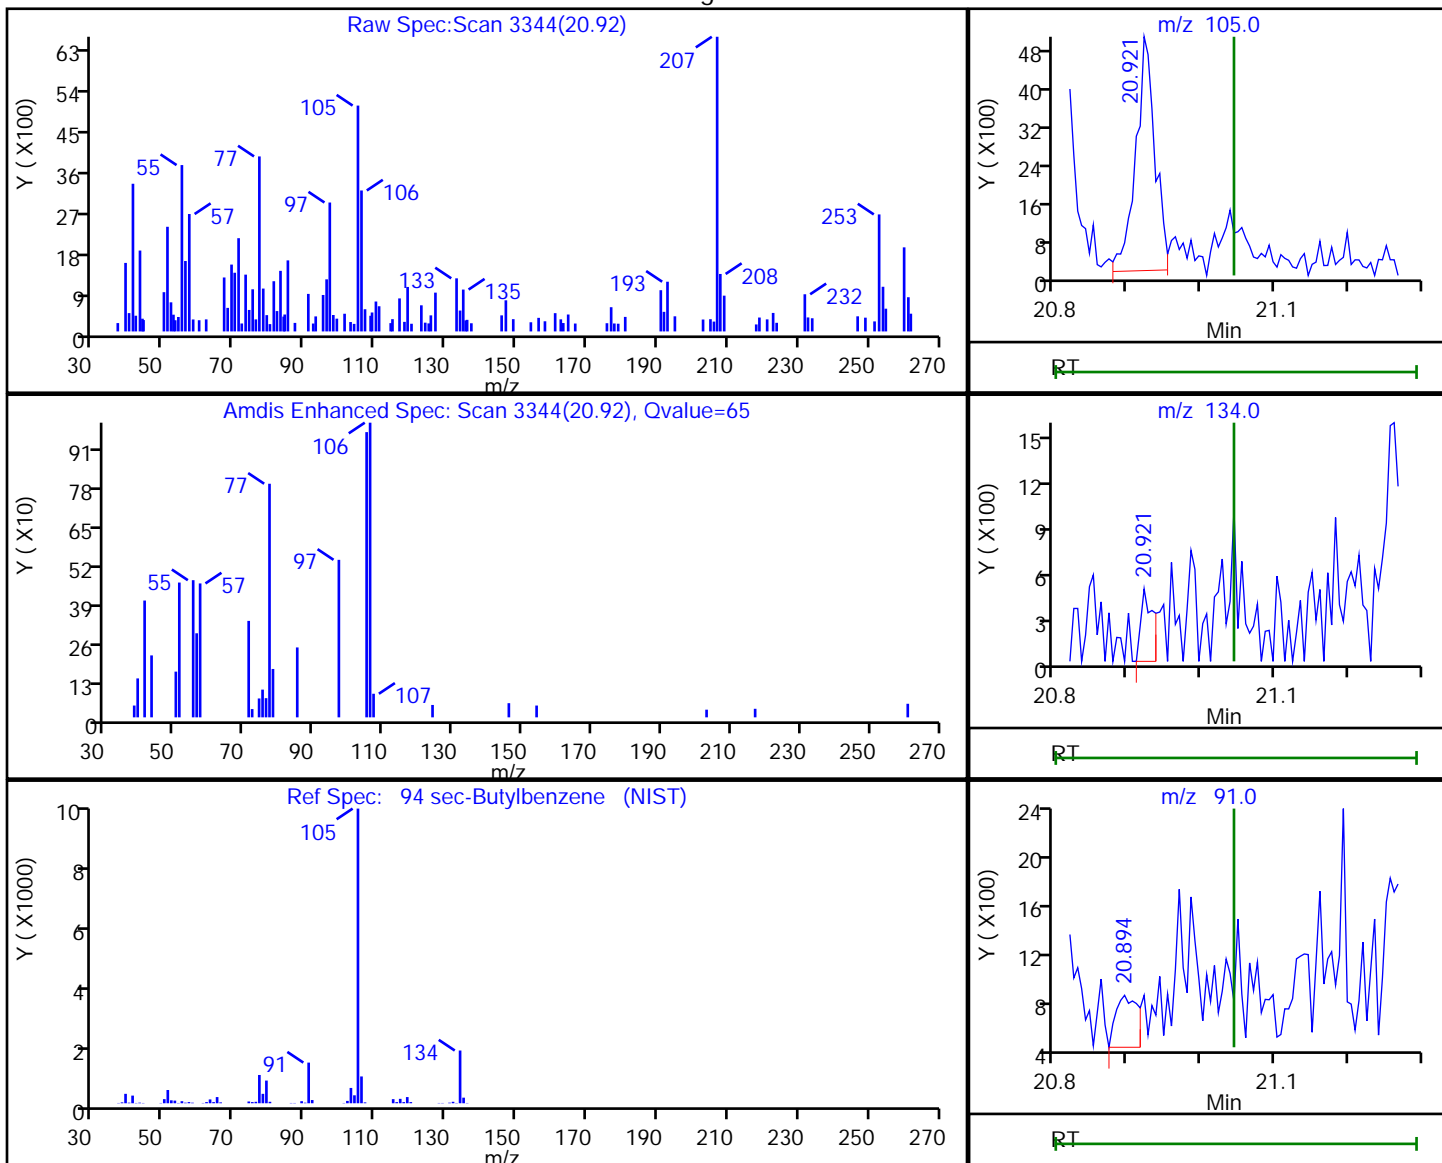 Raw Spec:Scan 3344(20.92)
Y ( X100)
63
54
45
36
27
18
9
0
55
57
77
97
105
106
133
135
193
207
208
232
253
30 50 70 90 110 130 150 170 190 210 230 250 270
m/z
m/z 105.0
Y ( X100)
48
40
32
24
16
8
0
20.921
20.8 21.1
Min
RT
Amdis Enhanced Spec: Scan 3344(20.92), Qvalue=65
Y ( X10)
91
78
65
52
39
26
13
0
55
57
77
97
106
107
30 50 70 90 110 130 150 170 190 210 230 250 270
m/z
m/z 134.0
Y ( X100)
15
12
9
6
3
0
20.921
20.8 21.1
Min
RT
Ref Spec: 94 sec-Butylbenzene (NIST)
Y ( X1000)
10
8
6
4
2
0
91
105
134
30 50 70 90 110 130 150 170 190 210 230 250 270
m/z
m/z 91.0
Y ( X100)
24
20
16
12
8
4
20.894
20.8 21.1
Min
RT